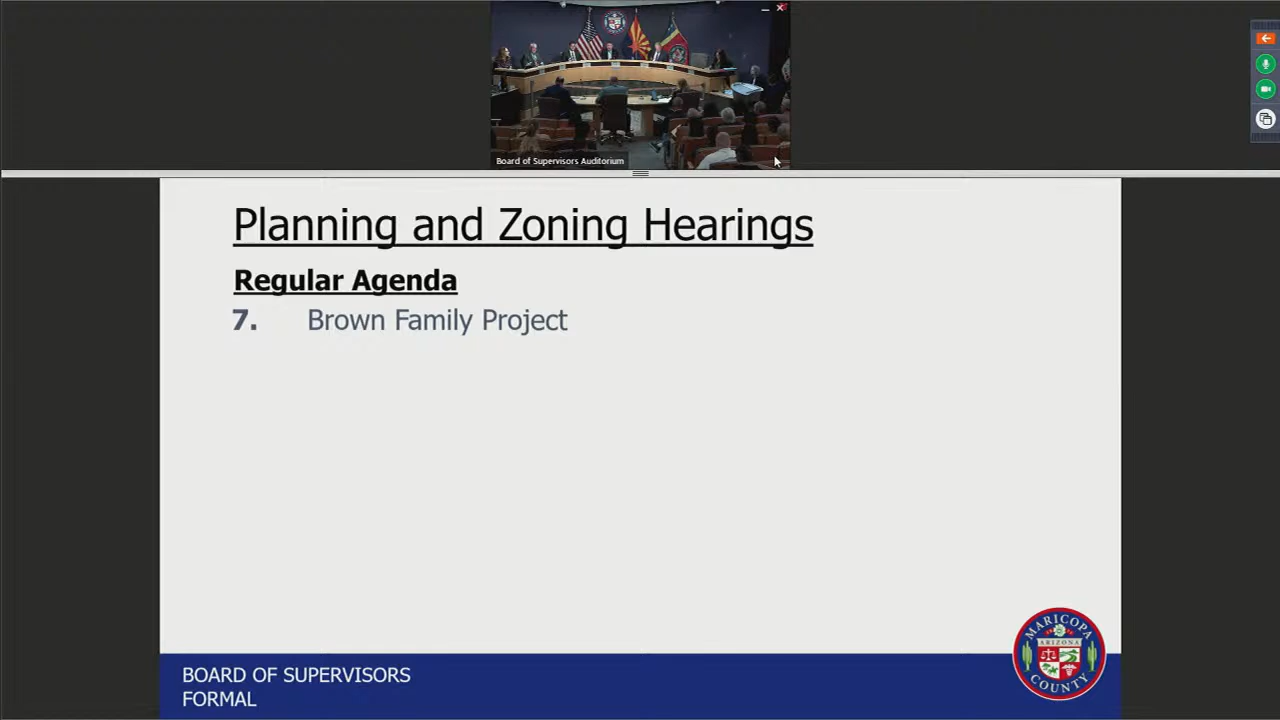 Board of Supervisors Auditorium
Planning and Zoning Hearings
Regular Agenda
7. Brown Family Project
BOARD OF SUPERVISORS
FORMAL
MARICOPA
ARIZONA
COUNTY